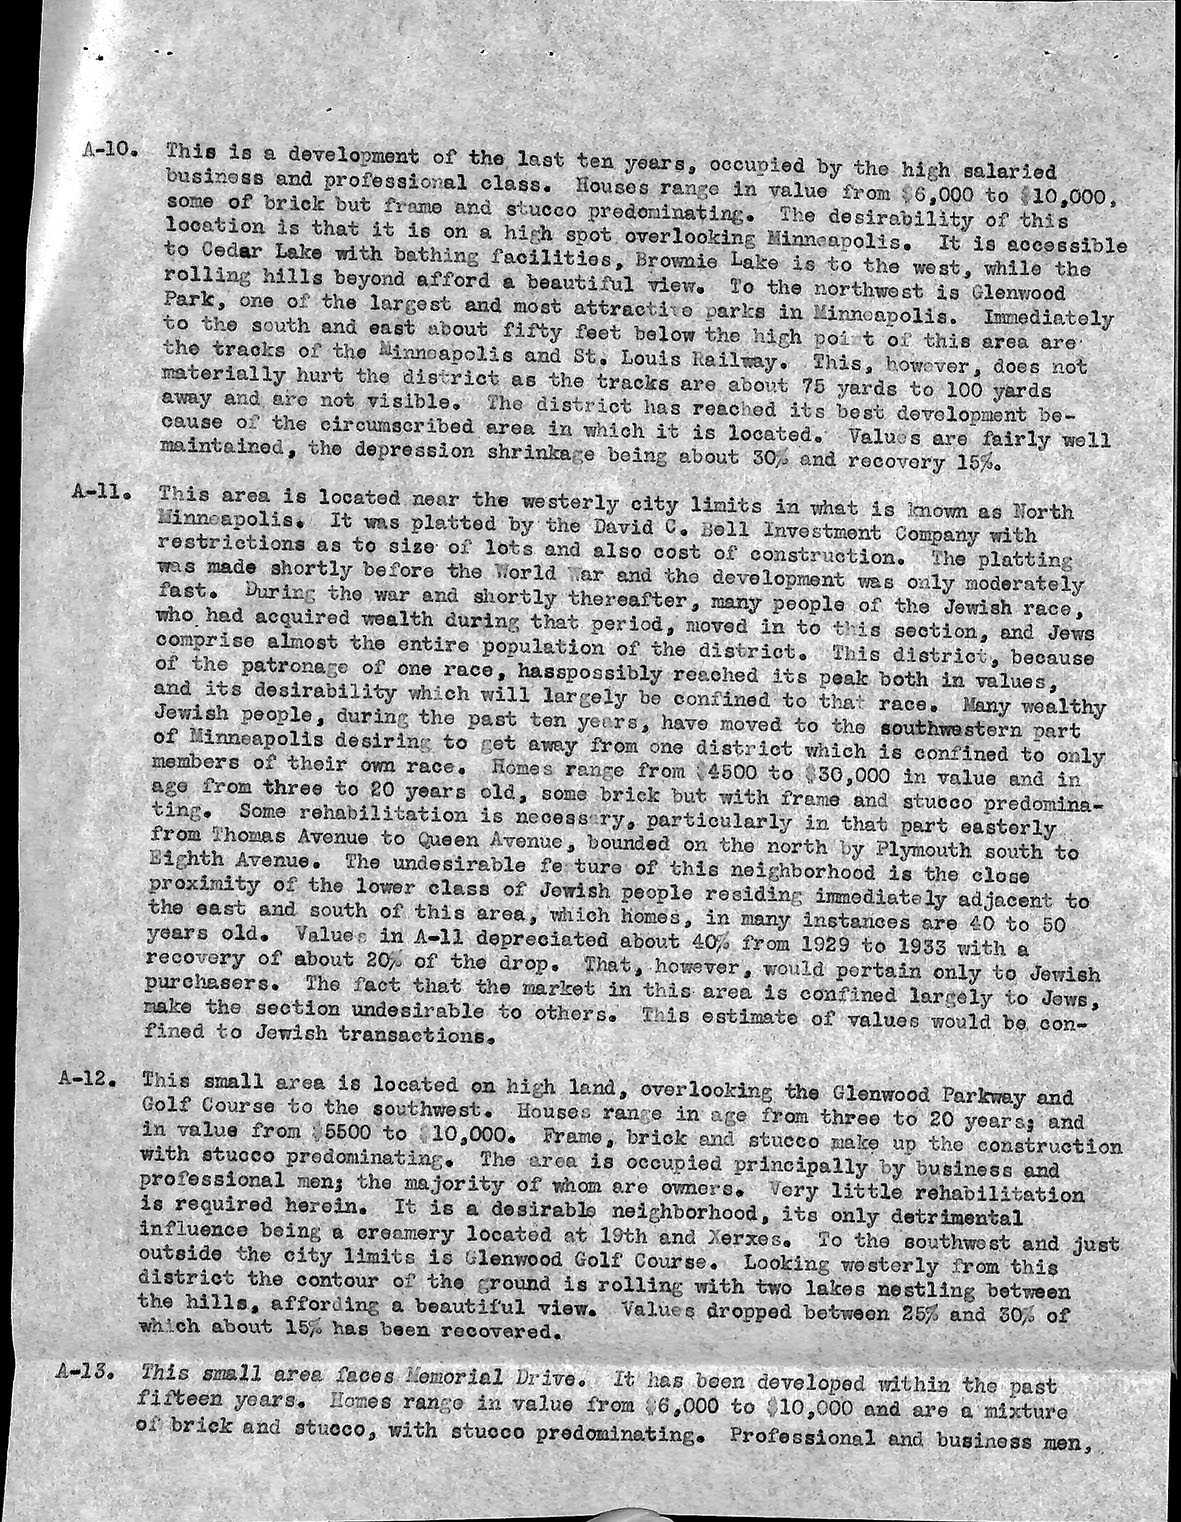 A-10. This is a development of the last ten years, occupied by the high salaried
business and professional class. Houses range in value from $6,000 to $10,000,
some of brick but frame and stucco predominating. The desirability of this
location is that it is on a high spot overlooking Minneapolis. It is accessible
to Cedar Lake with bathing facilities, Brownie Lake is to the west, while the
rolling hills beyond afford a beautiful view. To the northwest is Glenwood
Park, one of the largest and most attractive parks in Minneapolis. Immediately
to the south and east about fifty feet below the high point of this area are
the tracks of the Minneapolis and St. Louis Railway. This, however, does not
materially hurt the district as the tracks are about 75 yards to 100 yards
away and are not visible. The district has reached its best development be-
cause of the circumscribed area in which it is located. Values are fairly well
maintained, the depression shrinkage being about 30% and recovery 15%.
A-11. This area is located near the westerly city limits in what is known as North
Minneapolis. It was platted by the David C. Bell Investment Company with
restrictions as to size of lots and also cost of construction. The platting
was made shortly before the World War and the development was only moderately
fast. During the war and shortly thereafter, many people of the Jewish race,
who had acquired wealth during that period, moved in to this section, and Jews
comprise almost the entire population of the district. This district, because
of the patronage of one race, hasspossibly reached its peak both in values,
and its desirability which will largely be confined to that race. Many wealthy
Jewish people, during the past ten years, have moved to the southwestern part
of Minneapolis desiring to get away from one district which is confined to only
members of their own race. Homes range from $4500 to $30,000 in value and in
age from three to 20 years old, some brick but with frame and stucco predomina-
ting. Some rehabilitation is necessary, particularly in that part easterly
from Thomas Avenue to Queen Avenue, bounded on the north by Plymouth south to
Eighth Avenue. The undesirable fe ture of this neighborhood is the close
proximity of the lower class of Jewish people residing immediately adjacent to
the east and south of this area, which homes, in many instances are 40 to 50
years old. Values in A-11 depreciated about 40% from 1929 to 1933 with a
recovery of about 20% of the drop. That, however, would pertain only to Jewish
purchasers. The fact that the market in this area is confined largely to Jews,
make the section undesirable to others. This estimate of values would be con-
fined to Jewish transactions.
A-12. This small area is located on high land, overlooking the Glenwood Parkway and
Golf Course to the southwest. Houses range in age from three to 20 years; and
in value from $5500 to $10,000. Frame, brick and stucco make up the construction
with stucco predominating. The area is occupied principally by business and
professional men; the majority of whom are owners. Very little rehabilitation
is required herein. It is a desirable neighborhood, its only detrimental
influence being a creamery located at 19th and Xerxes. To the southwest and just
outside the city limits is Glenwood Golf Course. Looking westerly from this
district the contour of the ground is rolling with two lakes nestling between
the hills, affording a beautiful view. Values dropped between 25% and 30% of
which about 15% has been recovered.
A-13. This small area faces Memorial Drive. It has been developed within the past
fifteen years. Homes range in value from $6,000 to $10,000 and are a mixture
of brick and stucco, with stucco predominating. Professional and business men,